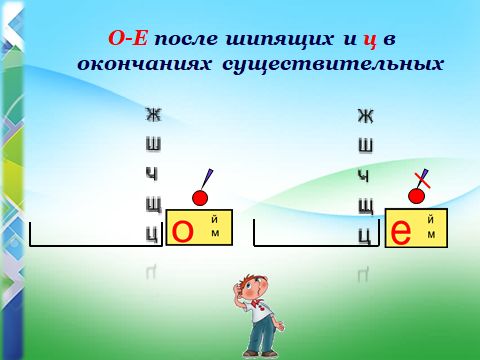 О-Е после шипящих и ц в
окончаниях существительных
ж
ш
ч
щ
ц
о
й
м
ж
ш
ч
щ
ц
е
й
м